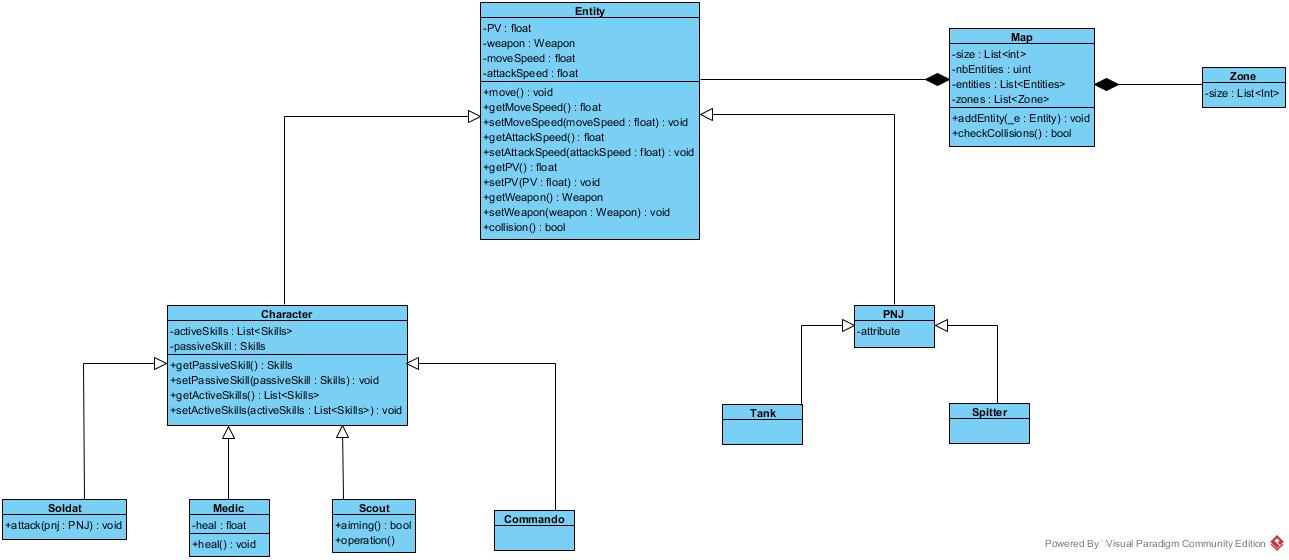 Entity
-PV : float
-weapon : Weapon
-moveSpeed : float
-attackSpeed : float
+move() : void
+getMoveSpeed() : float
+setMoveSpeed(moveSpeed : float) : void
+getAttackSpeed() : float
+setAttackSpeed(attackSpeed : float) : void
+getPV() : float
+setPV(PV : float) : void
+getWeapon() : Weapon
+setWeapon(weapon : Weapon) : void
+collision() : bool
Map
-size : List<int>
-nbEntities : uint
-entities : List<Entities>
-zones : List<Zone>
+addEntity(_e : Entity) : void
+checkCollisions() : bool
Zone
-size : List<Int>
Character
-activeSkills : List<Skills>
-passiveSkill : Skills
+getPassiveSkill() : Skills
+setPassiveSkill(passiveSkill : Skills) : void
+getActiveSkills() : List<Skills>
+setActiveSkills(activeSkills : List<Skills>) : void
PNJ
-attribute
Tank
Spitter
Soldat
+attack(pnj : PNJ) : void
Medic
-heal : float
+heal() : void
Scout
+aiming() : bool
+operation()
Commando
Powered By Visual Paradigm Community Edition